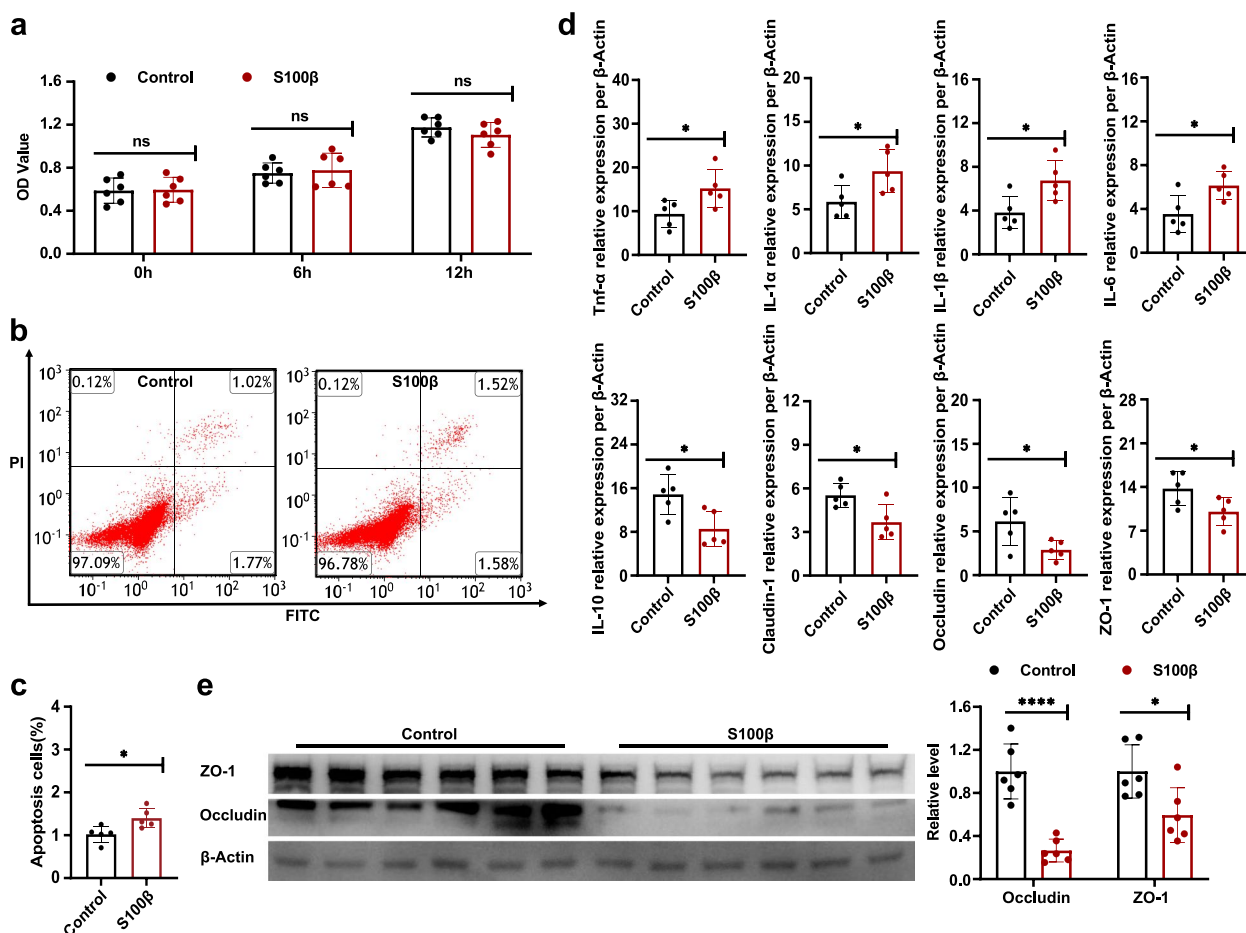 a
Control
S100β
OD Value
1.6
1.2
0.8
0.4
0.0
ns
ns
ns
0h
6h
12h
b
PI
10³
10²
10¹
10⁰
10⁻¹
0.12%
Control
1.02%
97.09%
1.77%
10⁻¹
10⁰
10¹
10²
10³
10³
10²
10¹
10⁰
10⁻¹
0.12%
S100β
1.52%
96.78%
1.58%
10⁻¹
10⁰
10¹
10²
10³
FITC
c
Apoptosis cells(%)
4
3
2
1
0
*
Control
S100β
d
Tnf-α relative expression per β-Actin
40
30
20
10
0
*
Control
S100β
IL-1α relative expression per β-Actin
20
15
10
5
0
*
Control
S100β
IL-1β relative expression per β-Actin
16
12
8
4
0
*
Control
S100β
IL-6 relative expression per β-Actin
16
12
8
4
0
*
Control
S100β
IL-10 relative expression per β-Actin
32
24
16
8
0
*
Control
S100β
Claudin-1 relative expression per β-Actin
12
9
6
3
0
*
Control
S100β
Occludin relative expression per β-Actin
20
15
10
5
0
*
Control
S100β
ZO-1 relative expression per β-Actin
28
21
14
7
0
*
Control
S100β
e
Control
S100β
ZO-1
Occludin
β-Actin
Control
S100β
Relative level
1.6
1.2
0.8
0.4
0.0
****
*
Occludin
ZO-1